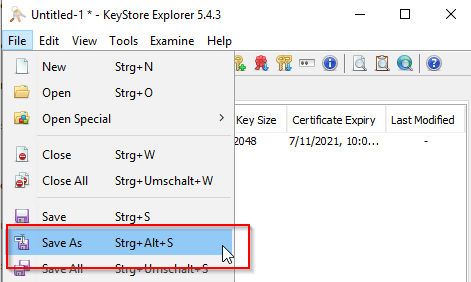 Untitled-1 * - KeyStore Explorer 5.4.3
File Edit View Tools Examine Help
New Strg+N
Open Strg+O
Open Special
Key Size Certificate Expiry Last Modified
2048 7/11/2021, 10:0... -
Close Strg+W
Close All Strg+Umschalt+W
Save Strg+S
Save As Strg+Alt+S
Save All Strg+Umschalt+S